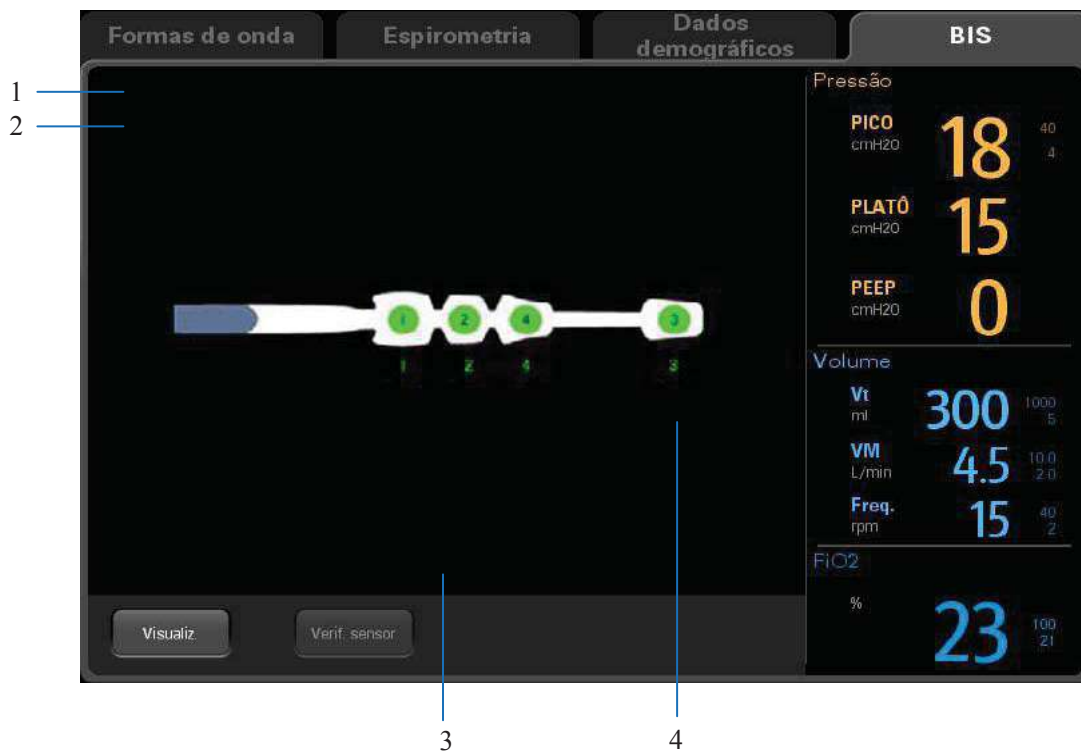 Formas de onda
Espirometria
Dados
demográficos
BIS
1
2
1 2 4 3
1 2 4 3
Visualiz
Verif. sensor
Pressão
PICO
cmH2O
18
40
4
PLATÔ
cmH2O
15
PEEP
cmH2O
0
Volume
Vt
ml
300
1000
5
VM
L/min
4.5
10.0
2.0
Freq.
rpm
15
40
2
FiO2
%
23
100
21
3
4